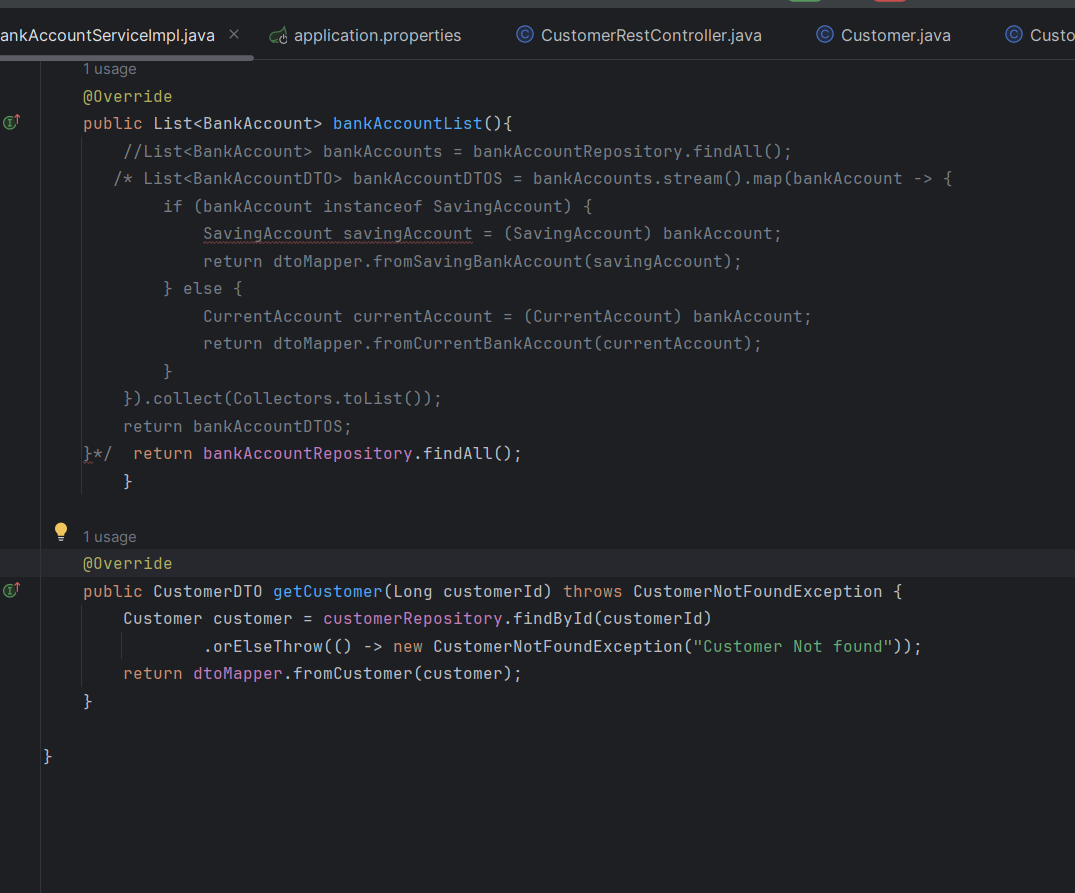 ankAccountServiceImpl.java × application.properties CustomerRestController.java Customer.java Custo
1 usage
@Override
public List<BankAccount> bankAccountList(){
//List<BankAccount> bankAccounts = bankAccountRepository.findAll();
/* List<BankAccountDTO> bankAccountDTOS = bankAccounts.stream().map(bankAccount -> {
if (bankAccount instanceof SavingAccount) {
SavingAccount savingAccount = (SavingAccount) bankAccount;
return dtoMapper.fromSavingBankAccount(savingAccount);
} else {
CurrentAccount currentAccount = (CurrentAccount) bankAccount;
return dtoMapper.fromCurrentBankAccount(currentAccount);
}
}).collect(Collectors.toList());
return bankAccountDTOS;
}*/  return bankAccountRepository.findAll();
}
1 usage
@Override
public CustomerDTO getCustomer(Long customerId) throws CustomerNotFoundException {
Customer customer = customerRepository.findById(customerId)
.orElseThrow(() -> new CustomerNotFoundException("Customer Not found"));
return dtoMapper.fromCustomer(customer);
}
}